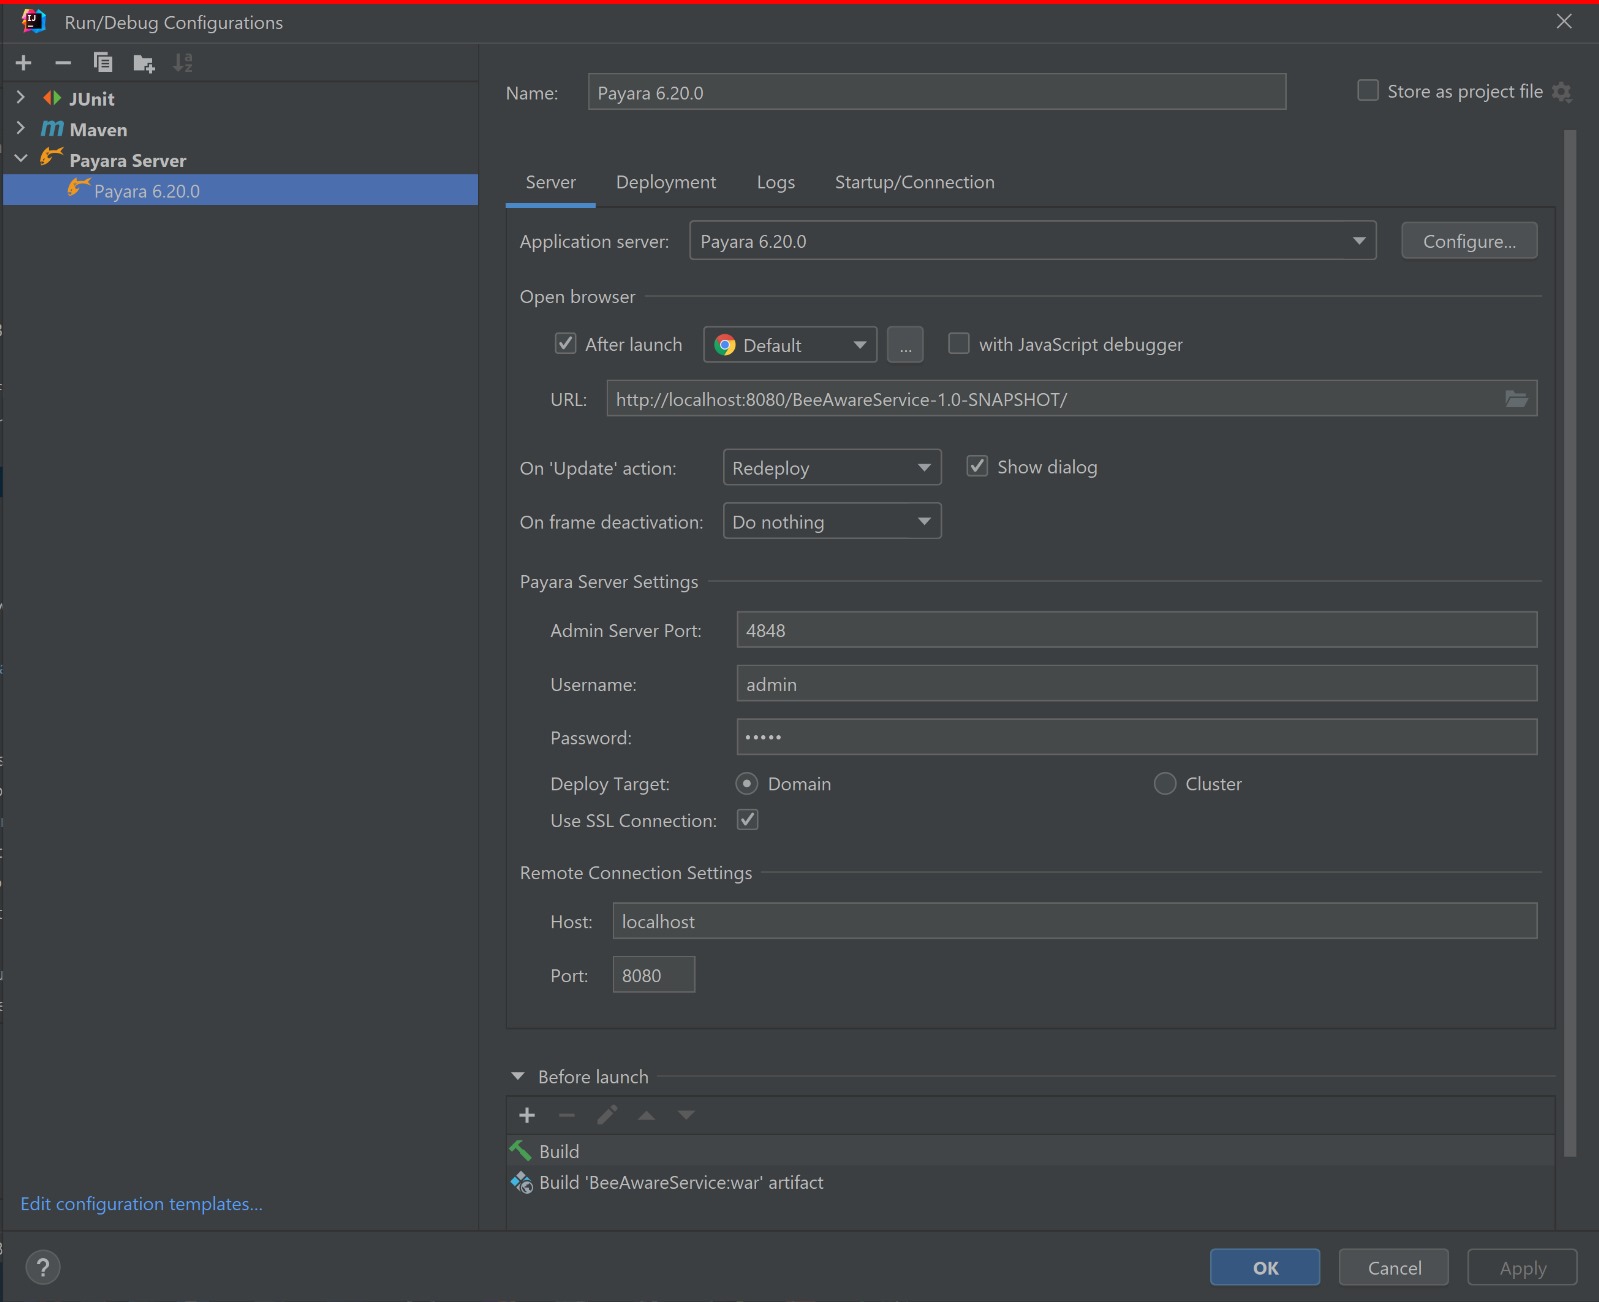 Run/Debug Configurations
JUnit
Maven
Payara Server
Payara 6.20.0
Edit configuration templates...
Name: Payara 6.20.0
Store as project file
Server Deployment Logs Startup/Connection
Application server: Payara 6.20.0 Configure...
Open browser
After launch Default ... with JavaScript debugger
URL: http://localhost:8080/BeeAwareService-1.0-SNAPSHOT/
On 'Update' action: Redeploy Show dialog
On frame deactivation: Do nothing
Payara Server Settings
Admin Server Port: 4848
Username: admin
Password: •••••
Deploy Target: Domain Cluster
Use SSL Connection:
Remote Connection Settings
Host: localhost
Port: 8080
Before launch
Build
Build 'BeeAwareService:war' artifact
? OK Cancel Apply